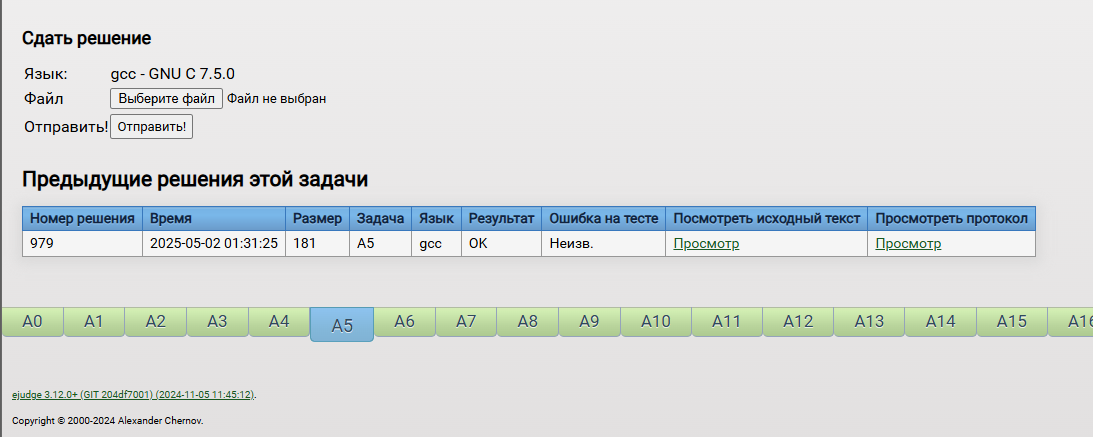 Сдать решение
Язык: gcc - GNU C 7.5.0
Файл Выберите файл Файл не выбран
Отправить! Отправить!
Предыдущие решения этой задачи
Номер решения Время Размер Задача Язык Результат Ошибка на тесте Посмотреть исходный текст Просмотреть протокол
979 2025-05-02 01:31:25 181 A5 gcc OK Неизв. Просмотр Просмотр
A0 A1 A2 A3 A4 A5 A6 A7 A8 A9 A10 A11 A12 A13 A14 A15 A16
ejudge 3.12.0+ (GIT 204df7001) (2024-11-05 11:45:12).
Copyright © 2000-2024 Alexander Chernov.